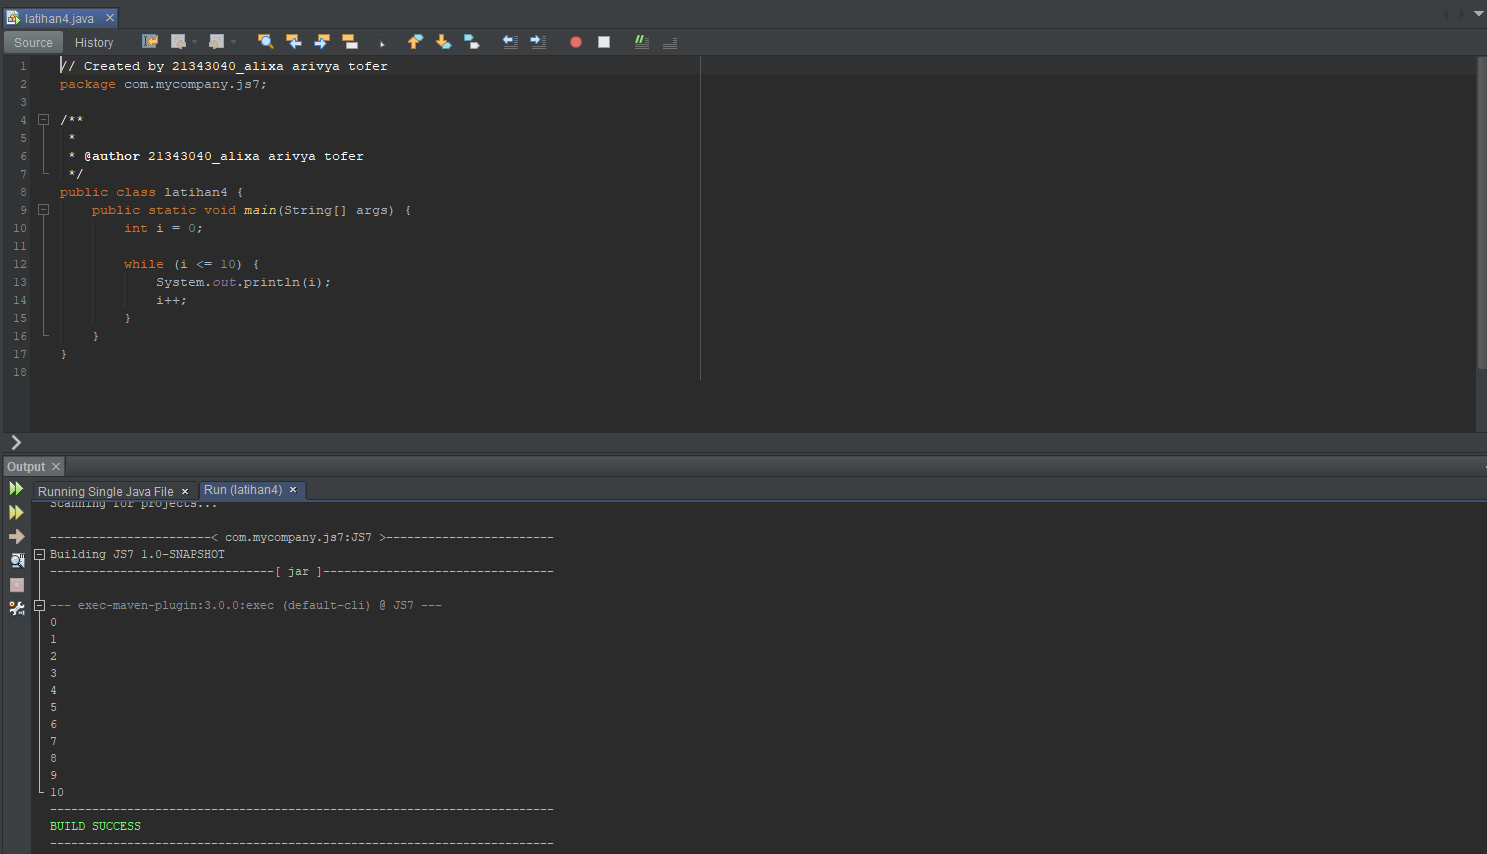 latihan4.java
Source History
1 // Created by 21343040_alixa arivya tofer
2 package com.mycompany.js7;
3
4 /**
5 *
6 * @author 21343040_alixa arivya tofer
7 */
8 public class latihan4 {
9 public static void main(String[] args) {
10 int i = 0;
11
12 while (i <= 10) {
13 System.out.println(i);
14 i++;
15 }
16 }
17 }
18
Output
Running Single Java File Run (latihan4)
Scanning for projects...
-----------------------< com.mycompany.js7:JS7 >------------------------
Building JS7 1.0-SNAPSHOT
--------------------------------[ jar ]---------------------------------
--- exec-maven-plugin:3.0.0:exec (default-cli) @ JS7 ---
0
1
2
3
4
5
6
7
8
9
10
------------------------------------------------------------------------
BUILD SUCCESS
------------------------------------------------------------------------